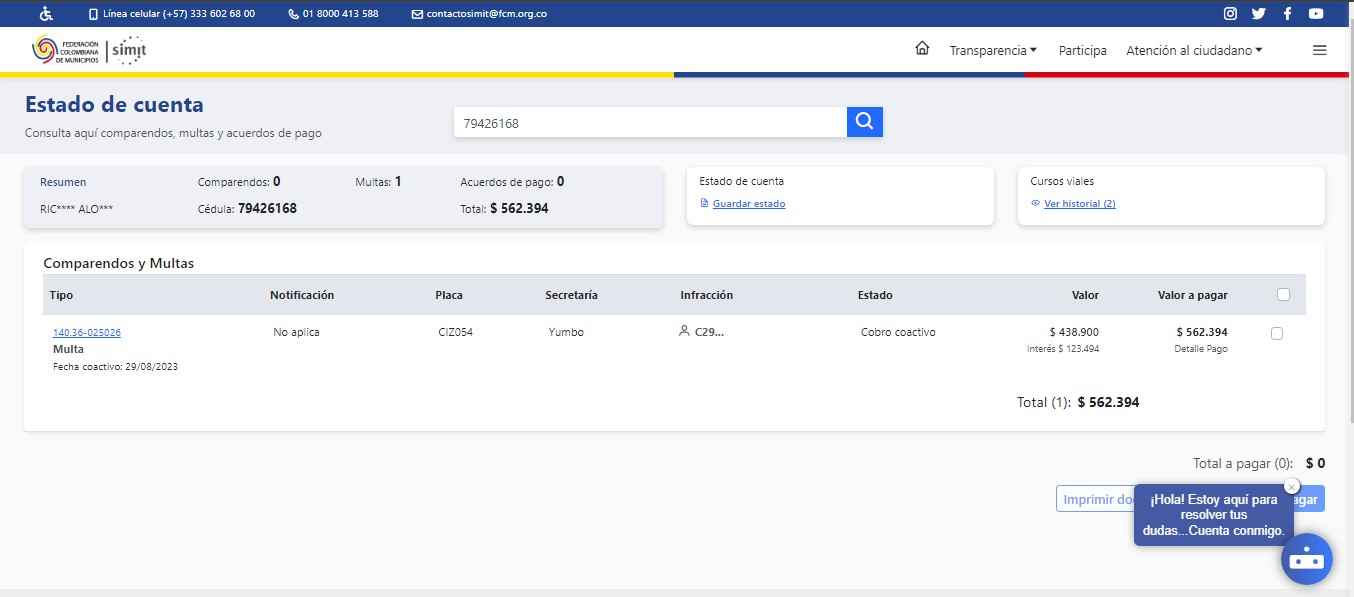 Línea celular (+57) 333 602 68 00 01 8000 413 588 contactosimit@fcm.org.co
FEDERACIÓN
COLOMBIANA
DE MUNICIPIOS
simit
Transparencia Participa Atención al ciudadano
Estado de cuenta
Consulta aquí comparendos, multas y acuerdos de pago
79426168
Resumen Comparendos: 0 Multas: 1 Acuerdos de pago: 0
RIC**** ALO*** Cédula: 79426168 Total: $ 562.394
Estado de cuenta
Guardar estado
Cursos viales
Ver historial (2)
Comparendos y Multas
Tipo Notificación Placa Secretaría Infracción Estado Valor Valor a pagar
140.36-025026 No aplica CIZ054 Yumbo C29... Cobro coactivo $ 438.900 $ 562.394
Multa Interés $ 123.494 Detalle Pago
Fecha coactivo: 29/08/2023
Total (1): $ 562.394
Total a pagar (0): $ 0
Imprimir do
agar
¡Hola! Estoy aquí para
resolver tus
dudas...Cuenta conmigo.